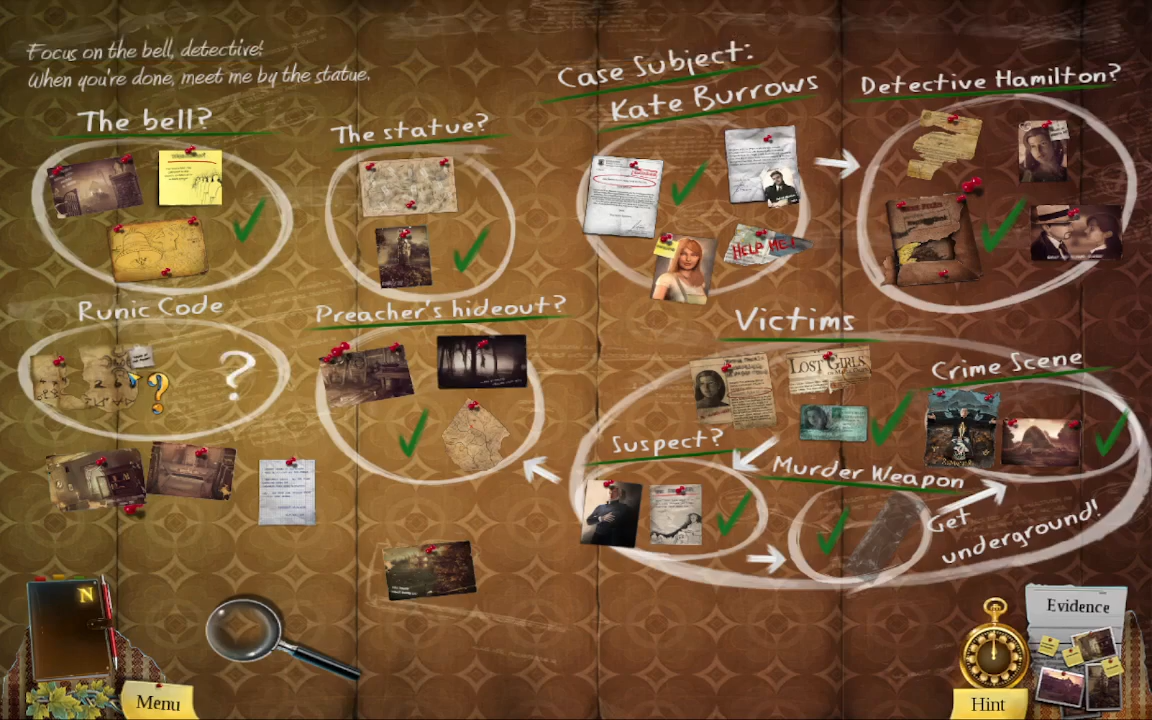 Focus on the bell, detective!
When you're done, meet me by the statue.
The bell?
The statue?
Case Subject:
Kate Burrows
Detective Hamilton?
HELP ME!
Runic Code
?
Preacher's hideout?
Victims
LOST GIRLS
Crime Scene
Suspect?
Murder Weapon
Get
underground!
N
Menu
Evidence
Hint